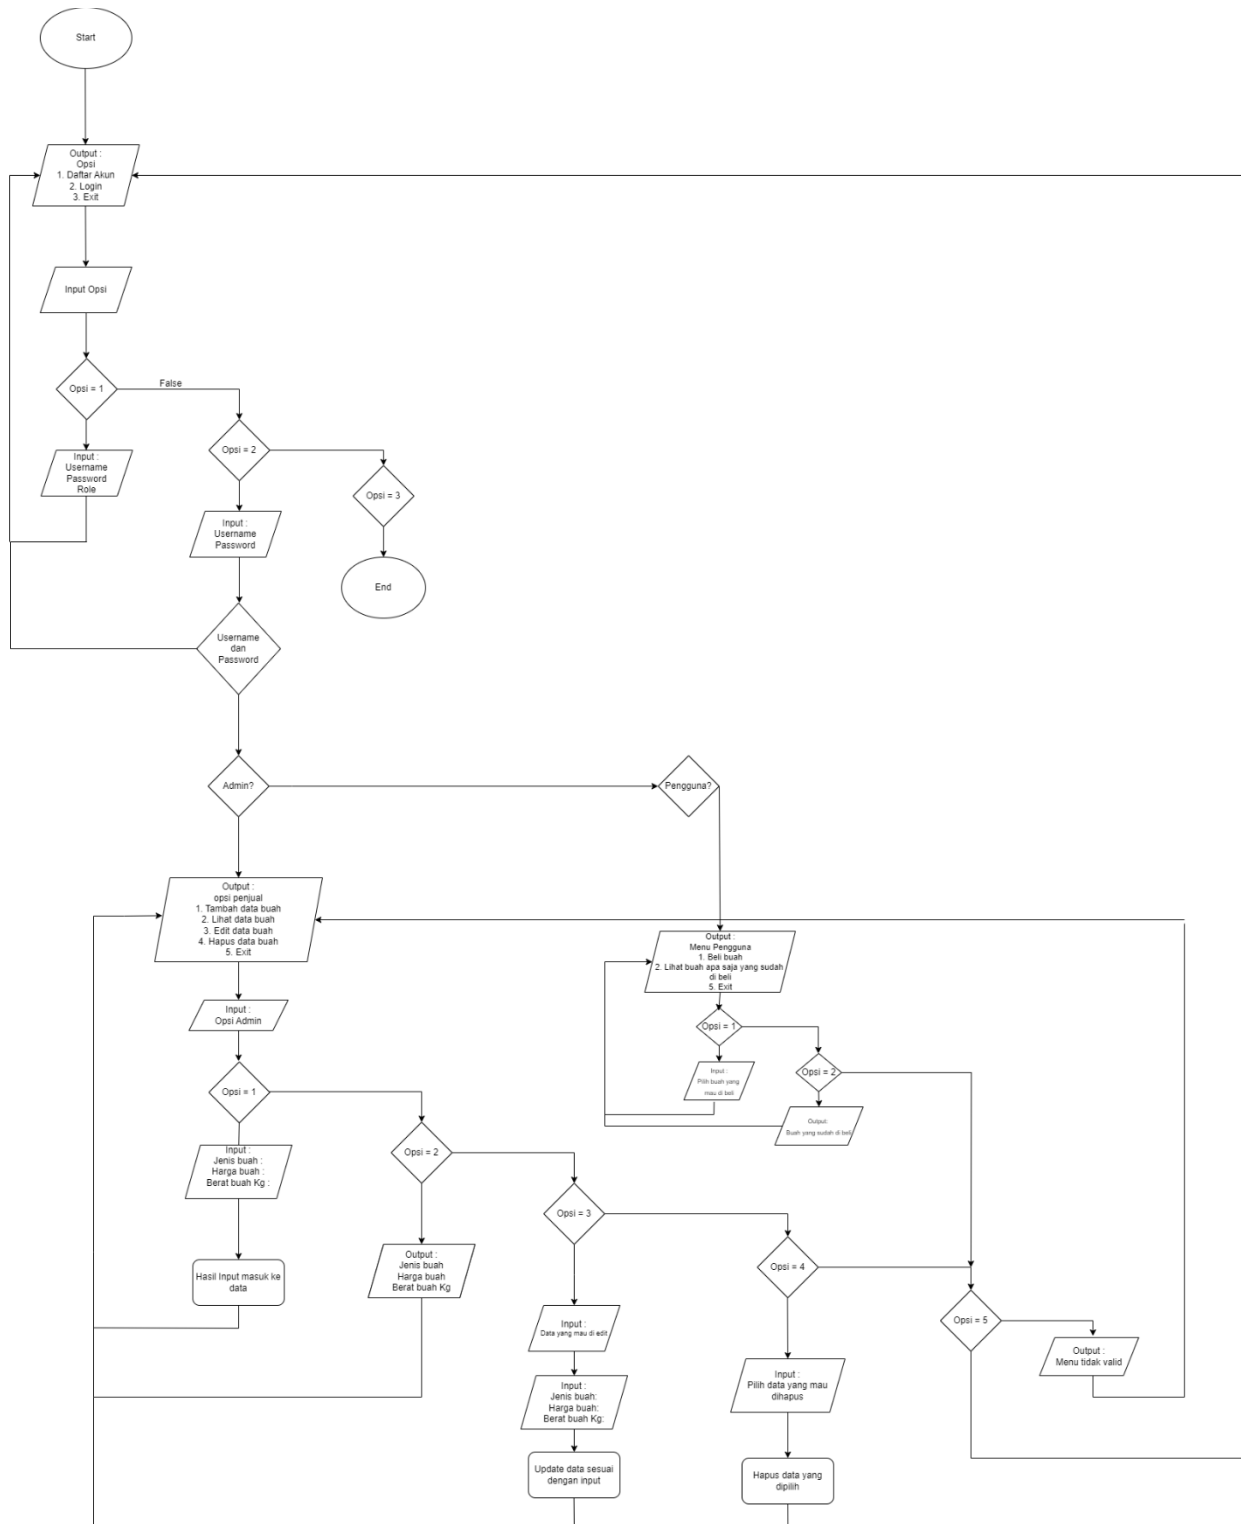 Start
Output :
Opsi
1. Daftar Akun
2. Login
3. Exit
Input Opsi
Opsi = 1
False
Opsi = 2
Input :
Username
Password
Role
Opsi = 3
Input :
Username
Password
End
Username
dan
Password
Admin?
Pengguna?
Output :
opsi penjual
1. Tambah data buah
2. Lihat data buah
3. Edit data buah
4. Hapus data buah
5. Exit
Output :
Menu Pengguna
1. Beli buah
2. Lihat buah apa saja yang sudah
di beli
5. Exit
Input :
Opsi Admin
Opsi = 1
Input :
Pilih buah yang
mau di beli
Opsi = 2
Output:
Buah yang sudah di beli
Opsi = 1
Input :
Jenis buah :
Harga buah :
Berat buah Kg :
Hasil Input masuk ke
data
Opsi = 2
Output :
Jenis buah
Harga buah
Berat buah Kg
Opsi = 3
Input :
Data yang mau di edit
Input :
Jenis buah:
Harga buah:
Berat buah Kg:
Update data sesuai
dengan input
Opsi = 4
Input :
Pilih data yang mau
dihapus
Hapus data yang
dipilih
Opsi = 5
Output :
Menu tidak valid